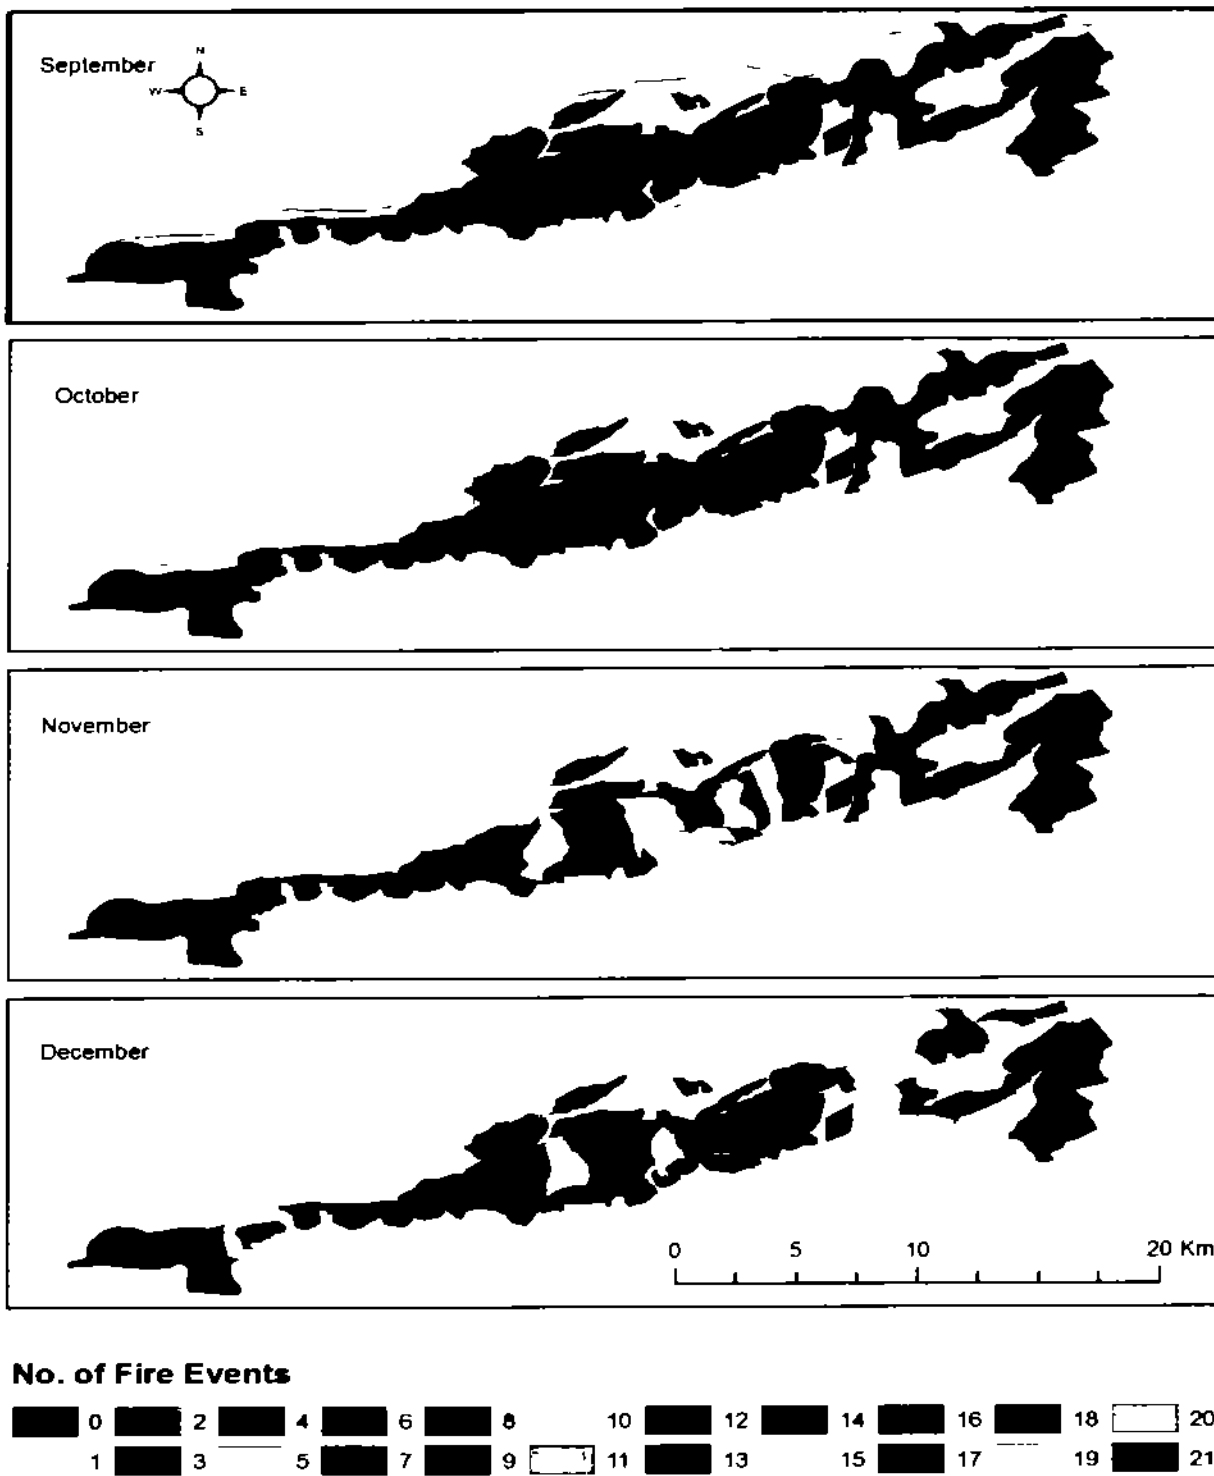 September
N
W E
S
October
November
December
0 5 10 20 Km
No. of Fire Events
0 2 4 6 8 10 12 14 16 18 20
1 3 5 7 9 11 13 15 17 19 21